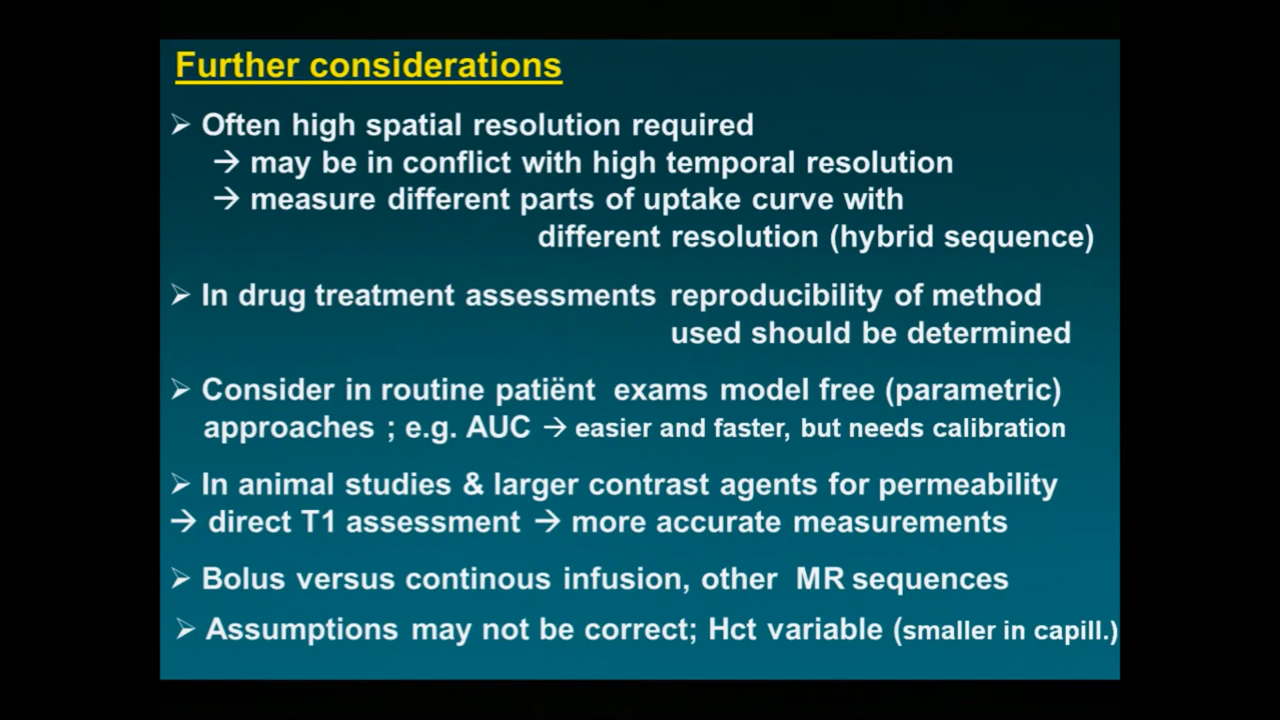 Further considerations
➢ Often high spatial resolution required
→ may be in conflict with high temporal resolution
→ measure different parts of uptake curve with
different resolution (hybrid sequence)
➢ In drug treatment assessments reproducibility of method
used should be determined
➢ Consider in routine patiënt exams model free (parametric)
approaches ; e.g. AUC → easier and faster, but needs calibration
➢ In animal studies & larger contrast agents for permeability
→ direct T1 assessment → more accurate measurements
➢ Bolus versus continous infusion, other MR sequences
➢ Assumptions may not be correct; Hct variable (smaller in capill.)